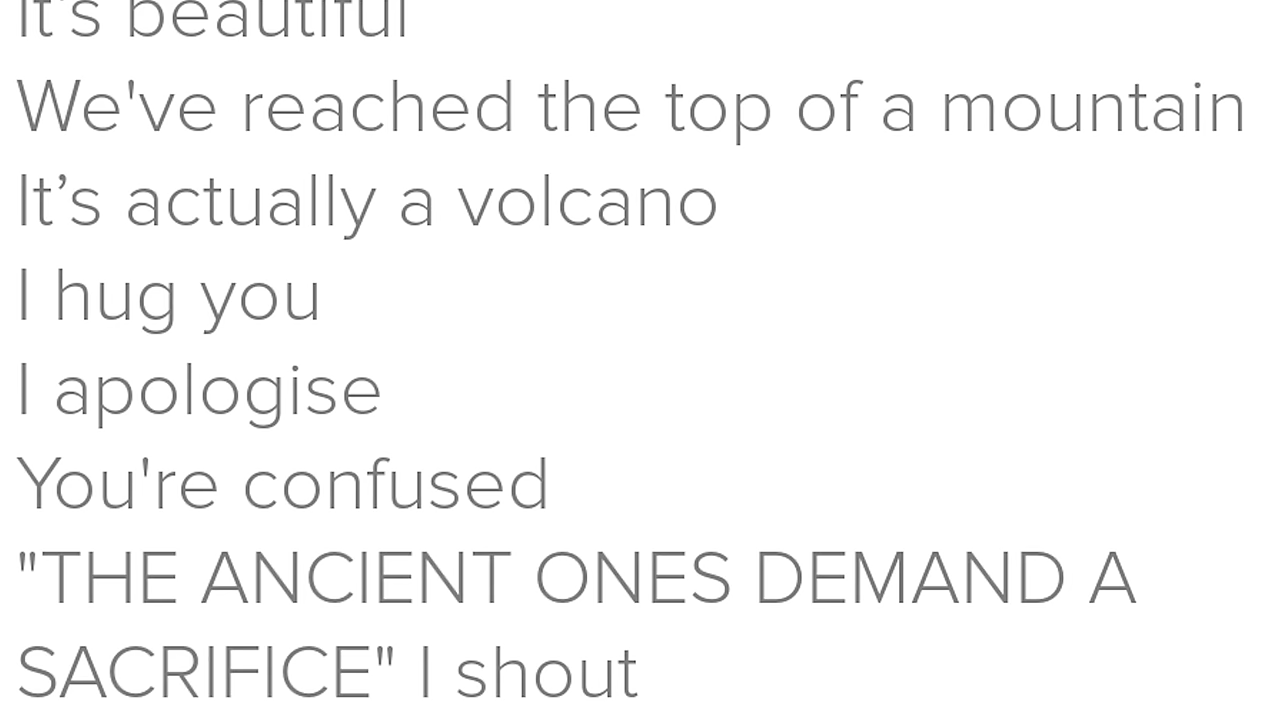 It's beautiful
We've reached the top of a mountain
It’s actually a volcano
I hug you
I apologise
You're confused
"THE ANCIENT ONES DEMAND A
SACRIFICE" I shout